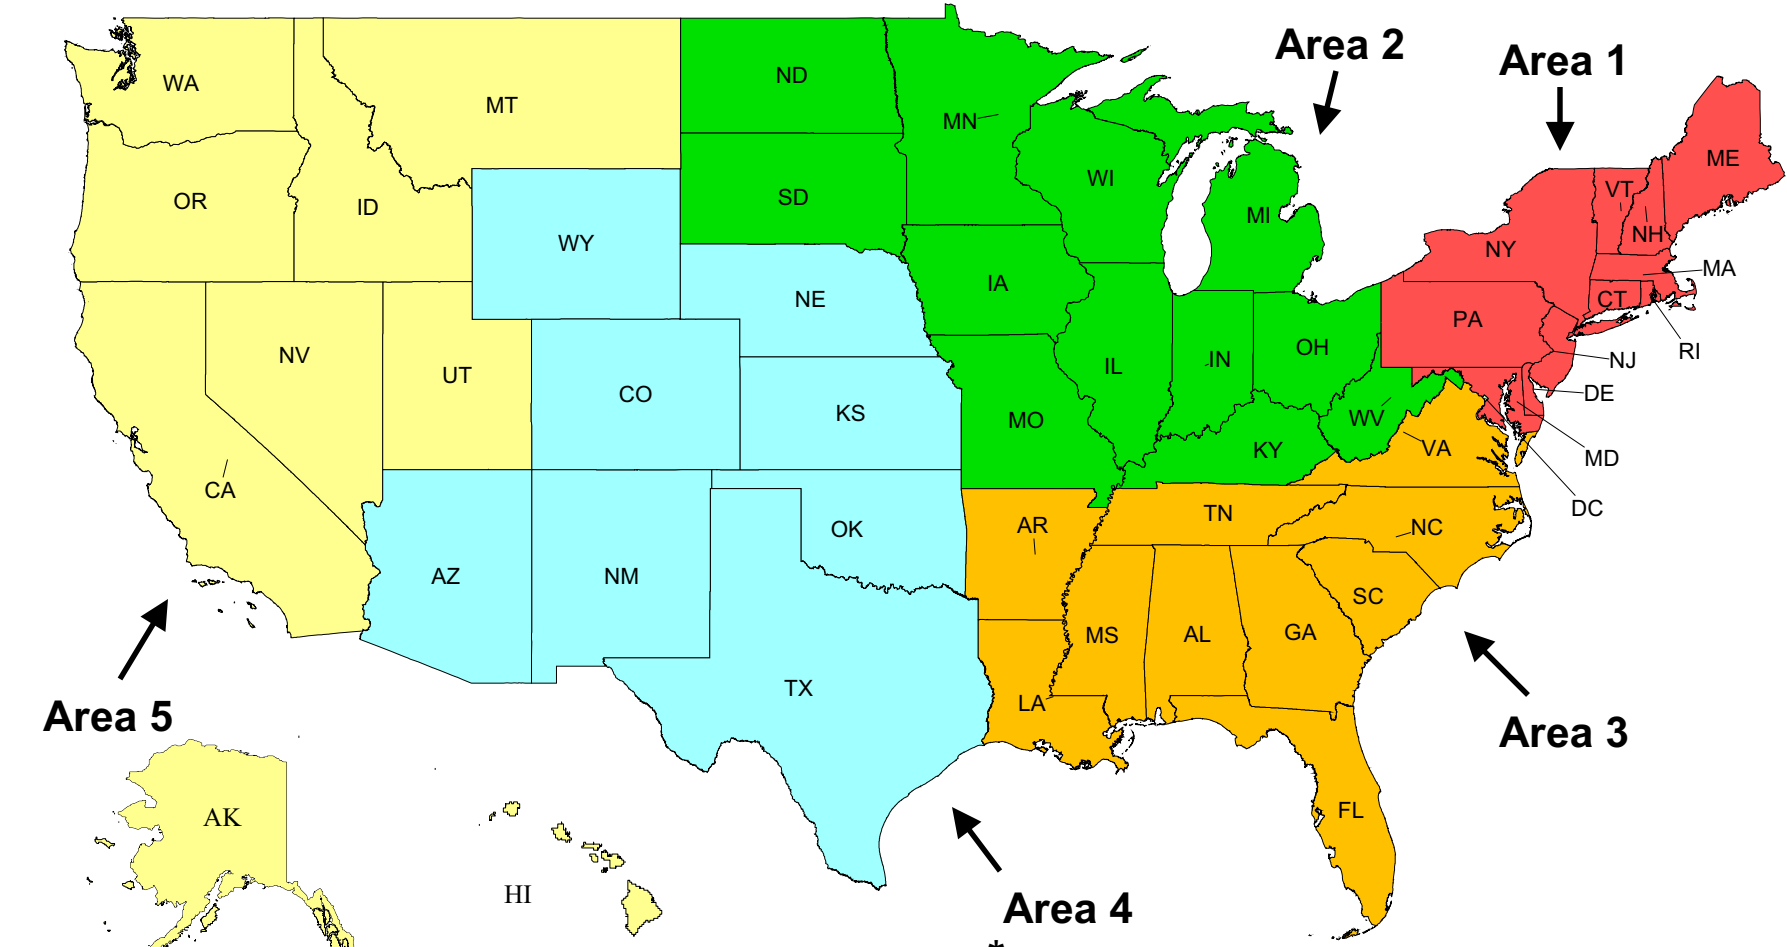 Area 2
Area 1
WA
MT
ND
MN
ME
OR
ID
WY
SD
WI
MI
VT
NY
NH
MA
NE
IA
CT
NV
UT
CO
KS
IL
IN
OH
PA
RI
NJ
DE
MO
WV
KY
VA
MD
CA
DC
AZ
NM
OK
AR
TN
NC
SC
MS
AL
GA
TX
LA
Area 5
Area 3
AK
HI
FL
Area 4
*